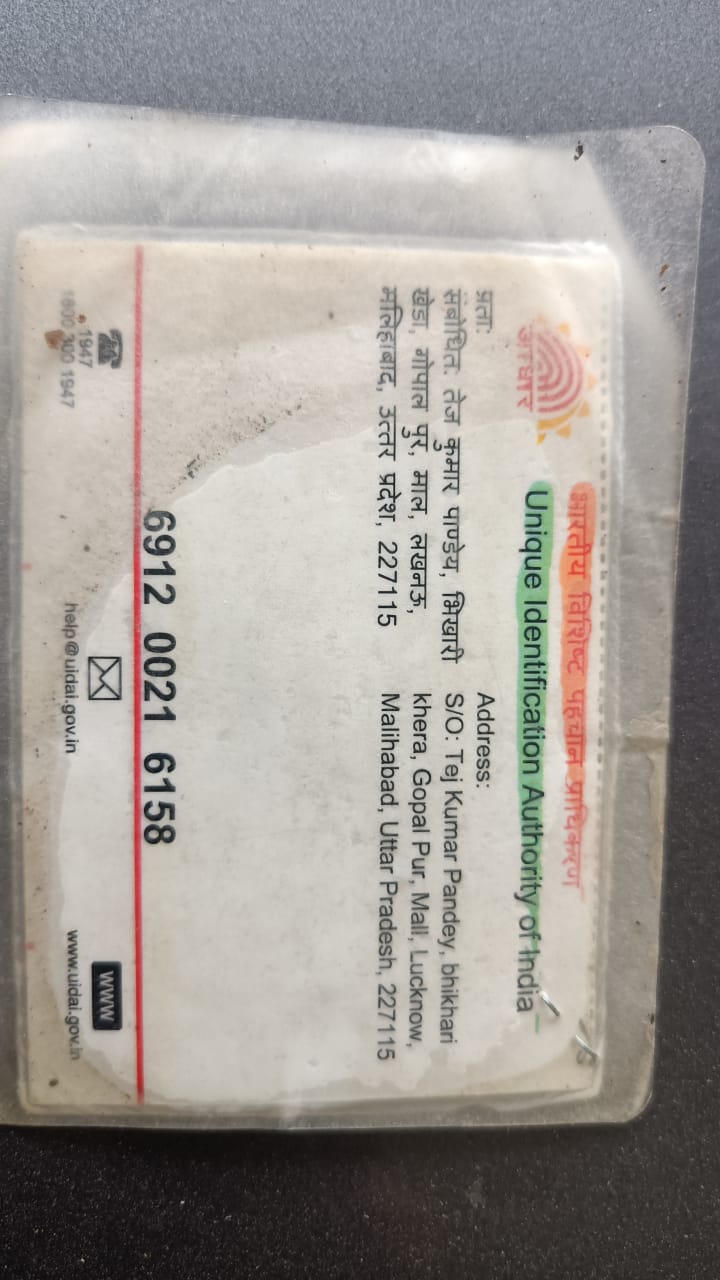 भारतीय विशिष्ट पहचान प्राधिकरण
Unique Identification Authority of India
आधार
प्रता:
संबोधित: तेज कुमार पाण्डेय, भिखारी
खेडा, गोपाल पुर, माल, लखनऊ,
मलिहाबाद, उत्तर प्रदेश, 227115
Address:
S/O: Tej Kumar Pandey, bhikhari
khera, Gopal Pur, Mall, Lucknow,
Malihabad, Uttar Pradesh, 227115
6912 0021 6158
1947
1800 300 1947
help@uidai.gov.in
WWW
www.uidai.gov.in